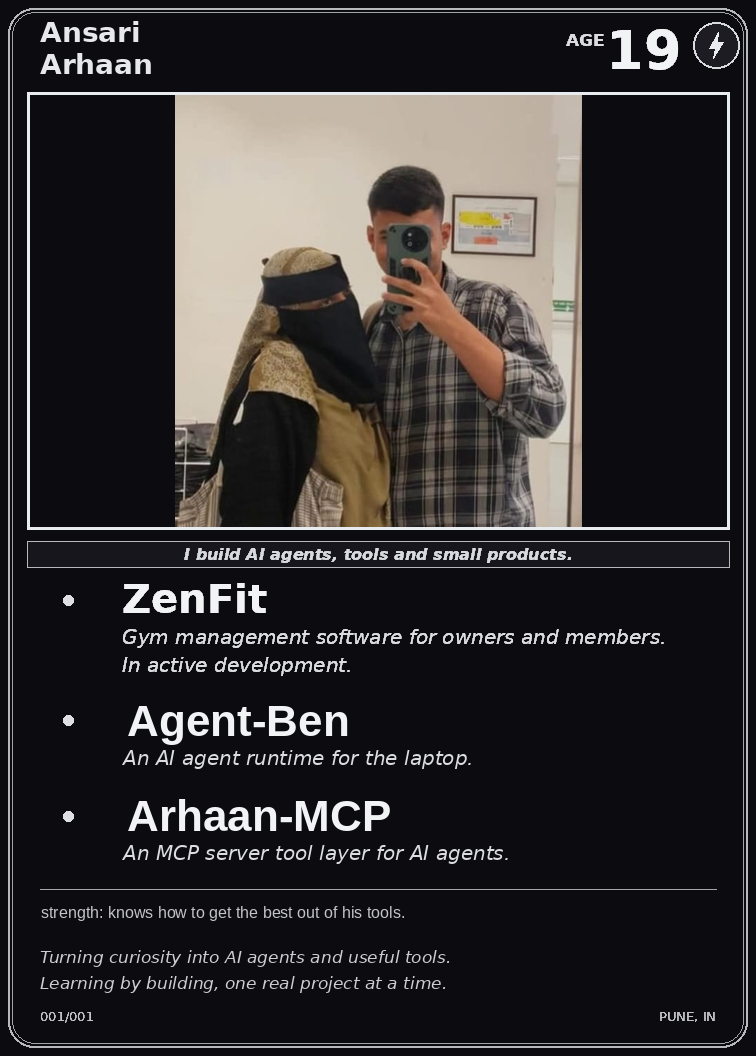 Ansari
Arhaan
AGE 19
I build AI agents, tools and small products.
• ZenFit
Gym management software for owners and members.
In active development.
• Agent-Ben
An AI agent runtime for the laptop.
• Arhaan-MCP
An MCP server tool layer for AI agents.
strength: knows how to get the best out of his tools.
Turning curiosity into AI agents and useful tools.
Learning by building, one real project at a time.
001/001
PUNE, IN